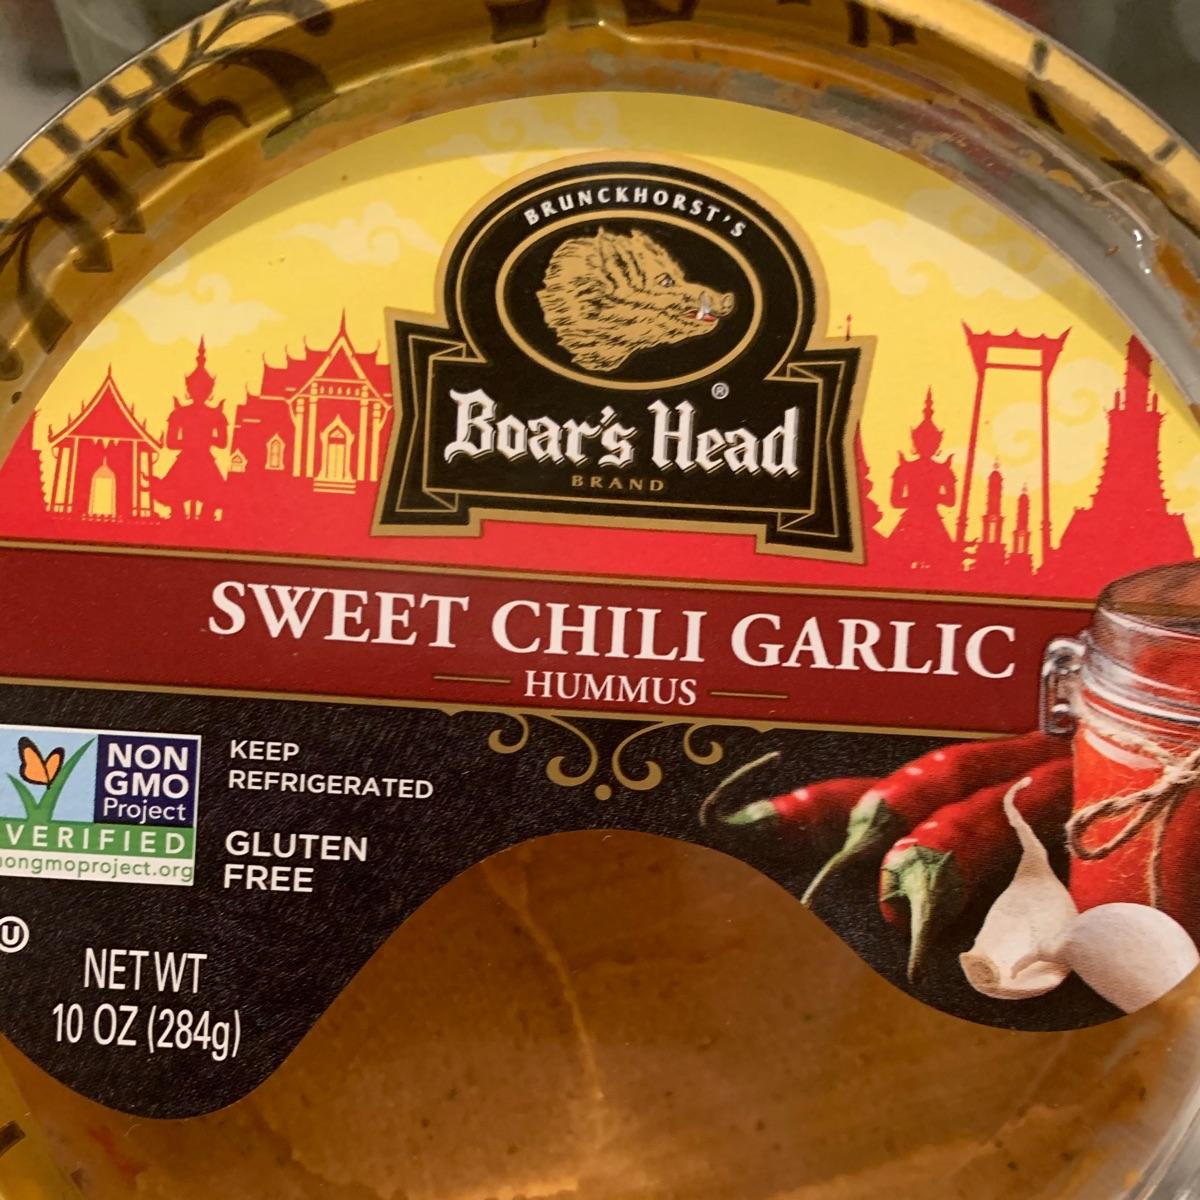 BRUNCKHORST'S
Boar's Head®
BRAND
SWEET CHILI GARLIC
HUMMUS
NON
GMO
Project
VERIFIED
nongmoproject.org
KEEP
REFRIGERATED
GLUTEN
FREE
U
NET WT
10 OZ (284g)